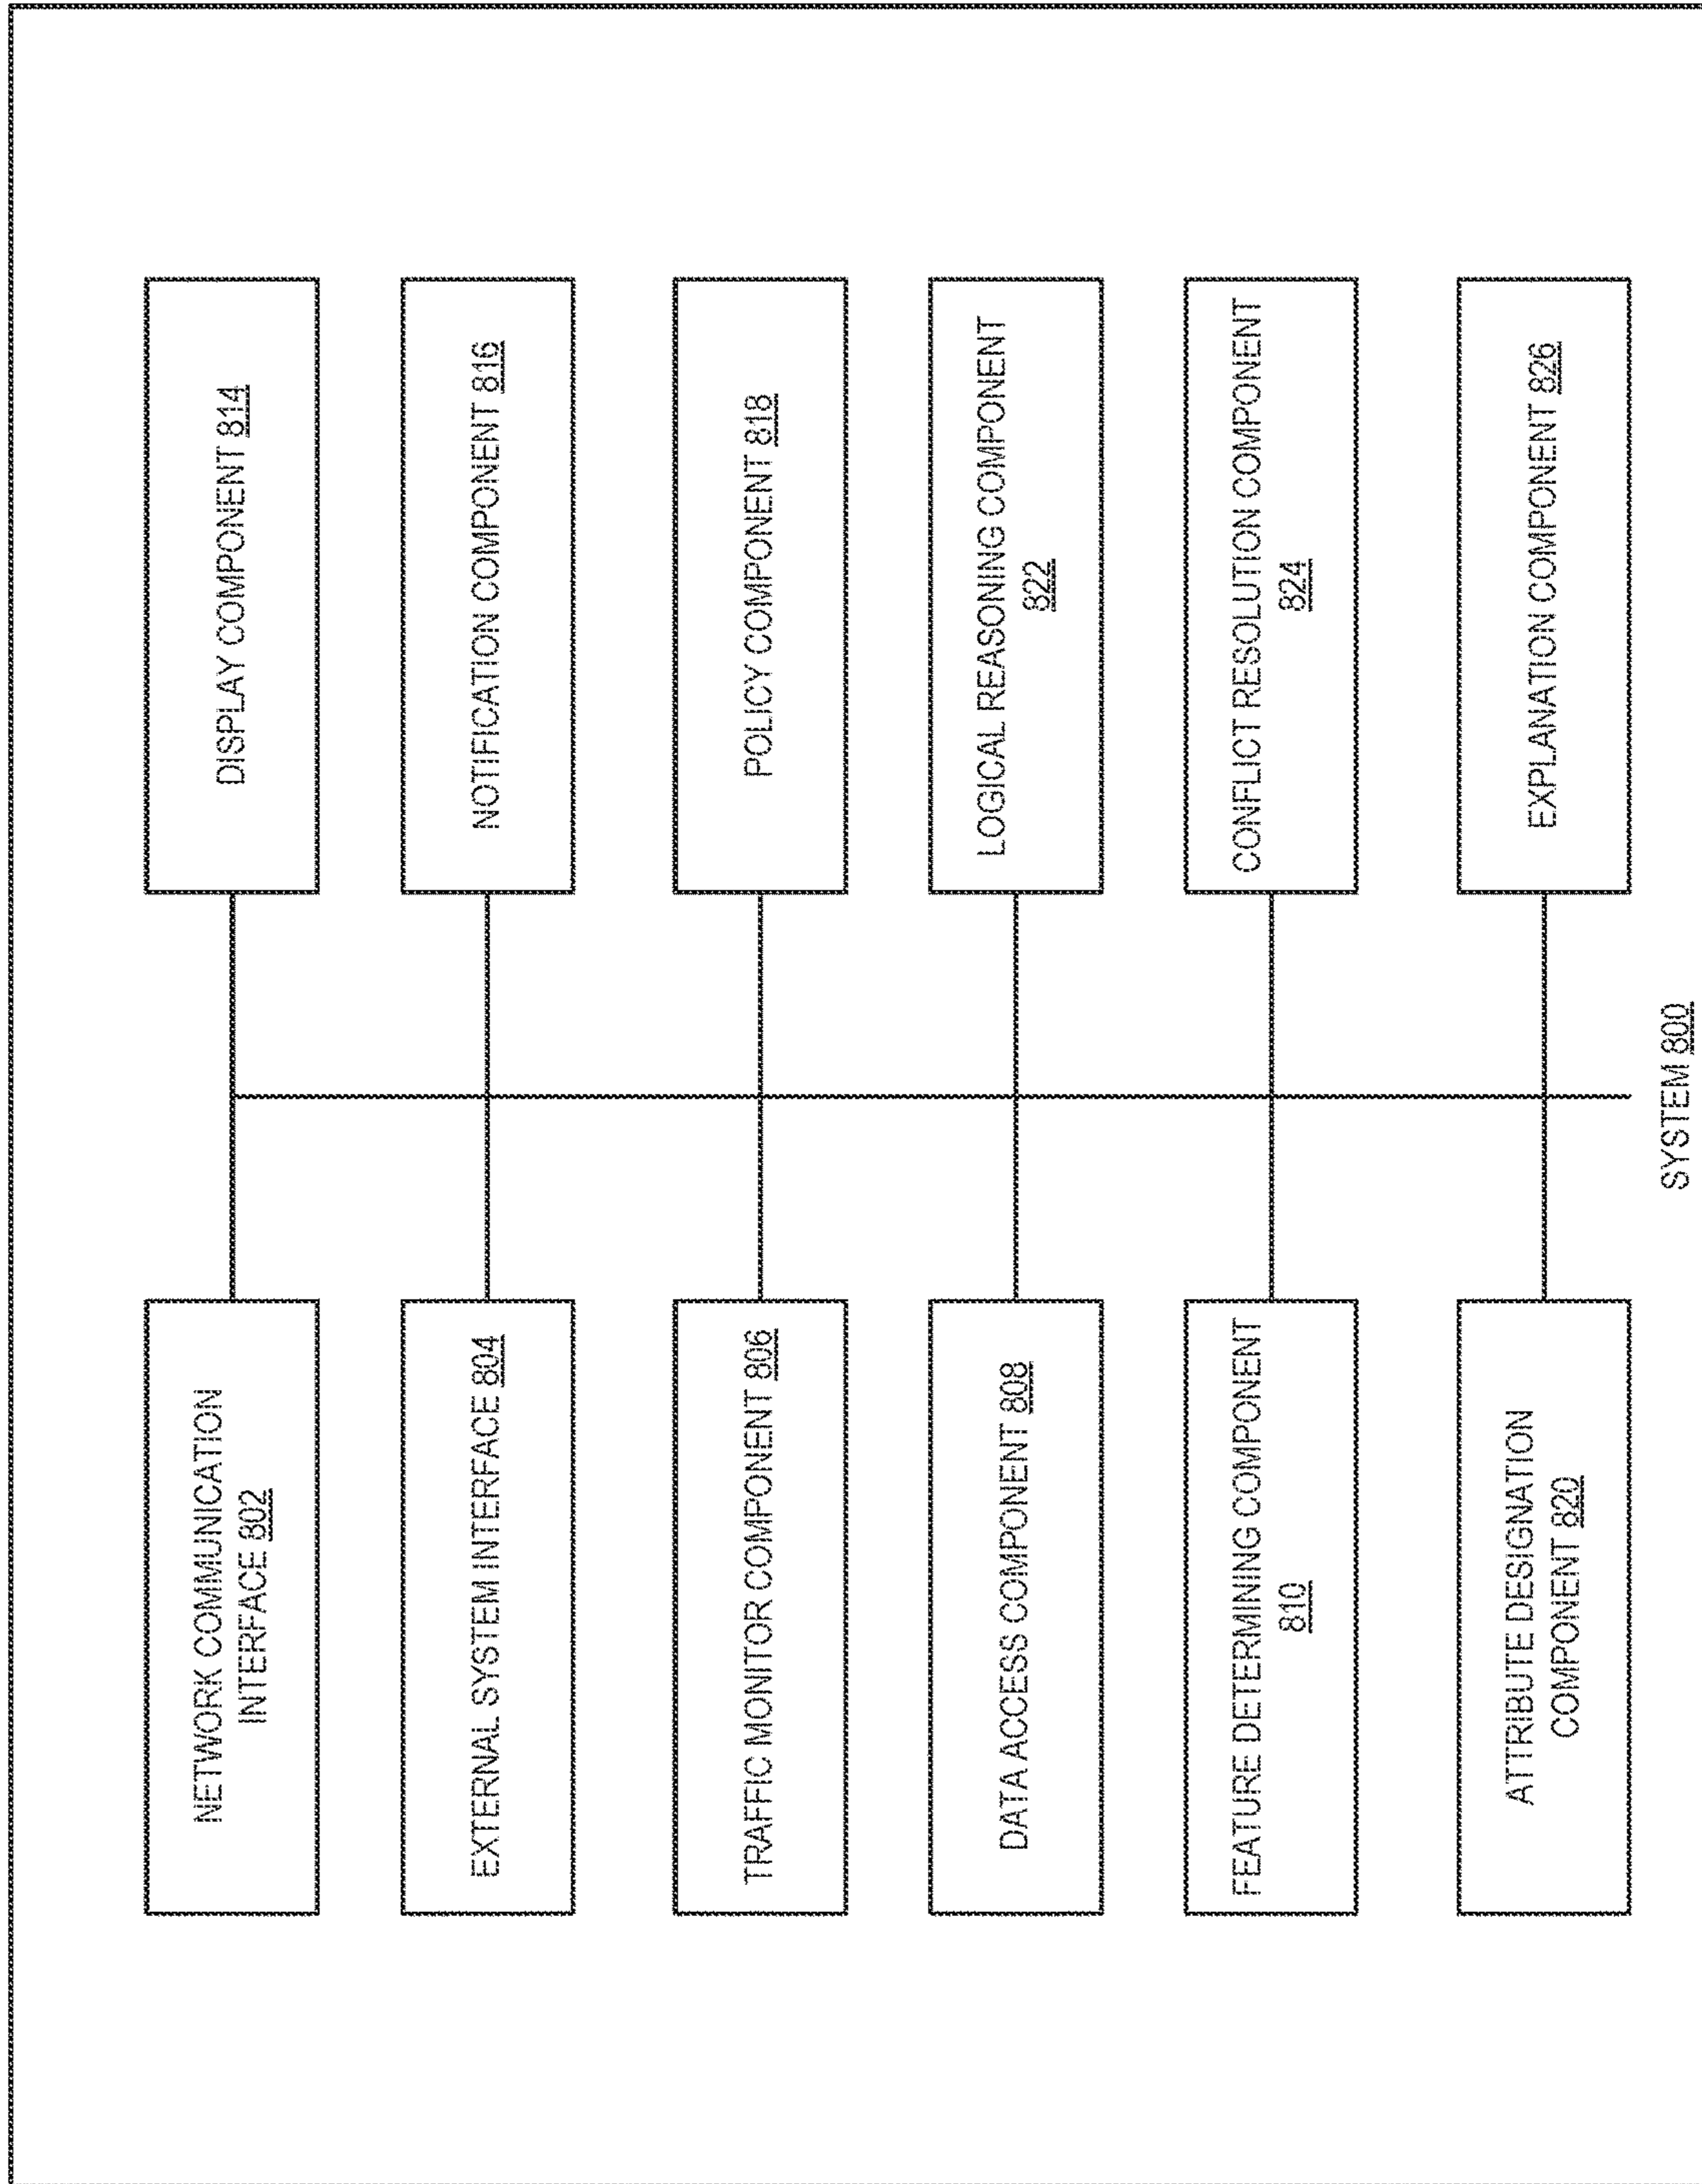 NETWORK COMMUNICATION
INTERFACE 802
EXTERNAL SYSTEM INTERFACE 804
TRAFFIC MONITOR COMPONENT 806
DATA ACCESS COMPONENT 808
FEATURE DETERMINING COMPONENT
810
ATTRIBUTE DESIGNATION
COMPONENT 820
DISPLAY COMPONENT 814
NOTIFICATION COMPONENT 816
POLICY COMPONENT 818
LOGICAL REASONING COMPONENT
822
CONFLICT RESOLUTION COMPONENT
824
EXPLANATION COMPONENT 826
SYSTEM 800